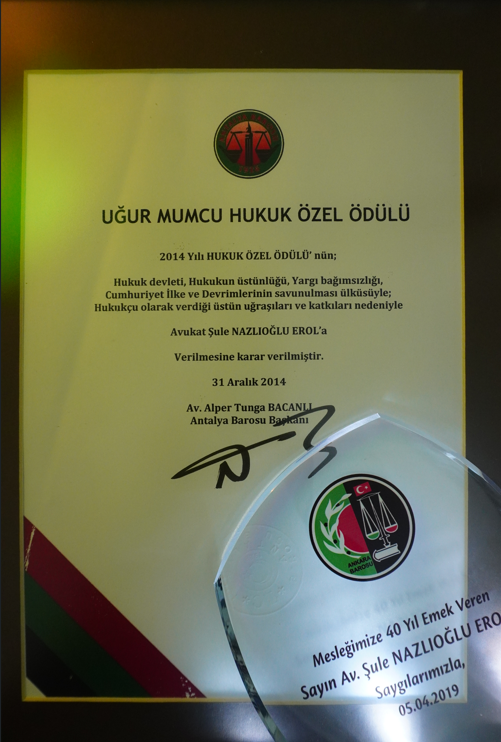 UĞUR MUMCU HUKUK ÖZEL ÖDÜLÜ
2014 Yılı HUKUK ÖZEL ÖDÜLÜ' nün;
Hukuk devleti, Hukukun üstünlüğü, Yargı bağımsızlığı,
Cumhuriyet İlke ve Devrimlerinin savunulması ülküsüyle;
Hukukçu olarak verdiği üstün uğraşıları ve katkıları nedeniyle
Avukat Şule NAZLIOĞLU EROL'a
Verilmesine karar verilmiştir.
31 Aralık 2014
Av. Alper Tunga BACANLI
Antalya Barosu Başkanı
ANKARA
BAROSU
Mesleğimize 40 Yıl Emek Veren
Sayın Av. Şule NAZLIOĞLU ERO
Saygılarımızla,
05.04.2019